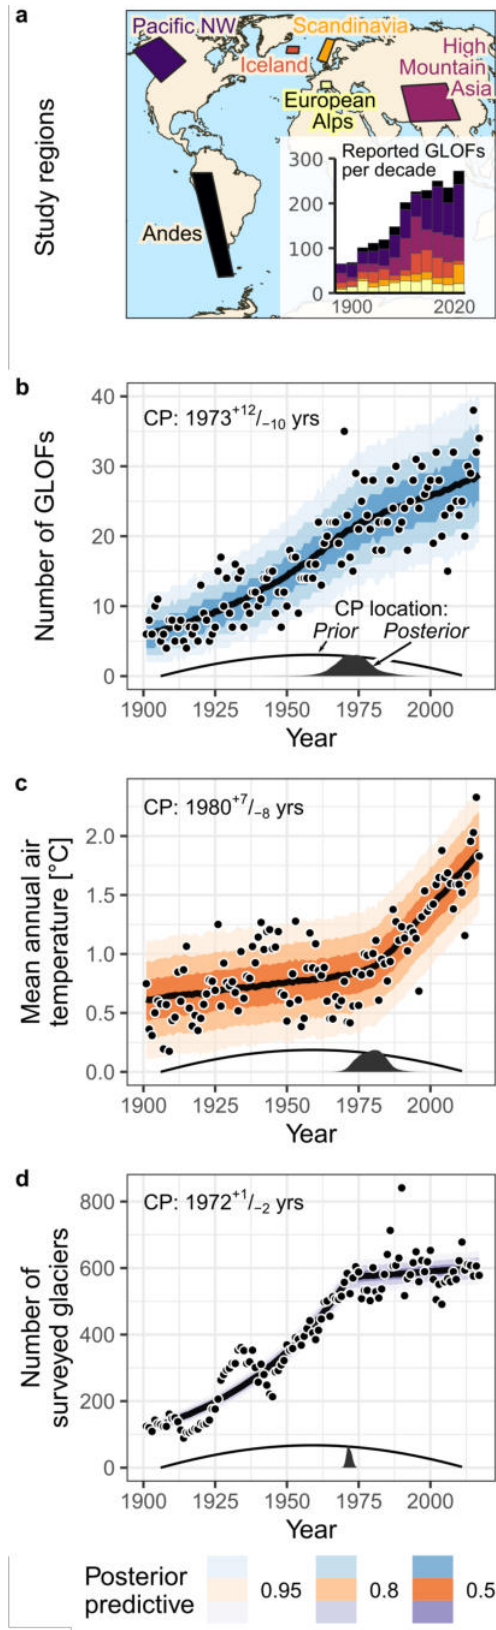 a
Study regions
Pacific NW
Scandinavia
Iceland
High
Mountain
Asia
European
Alps
Andes
Reported GLOFs
per decade
300
200
100
0
1900
2020
b
Number of GLOFs
CP: 1973+12/−10 yrs
40
30
20
10
0
CP location:
Prior
Posterior
1900
1925
1950
1975
2000
Year
c
Mean annual air
temperature [°C]
CP: 1980+7/−8 yrs
2.0
1.5
1.0
0.5
0.0
1900
1925
1950
1975
2000
Year
d
Number of
surveyed glaciers
CP: 1972+1/−2 yrs
800
600
400
200
0
1900
1925
1950
1975
2000
Year
Posterior
predictive
0.95
0.8
0.5